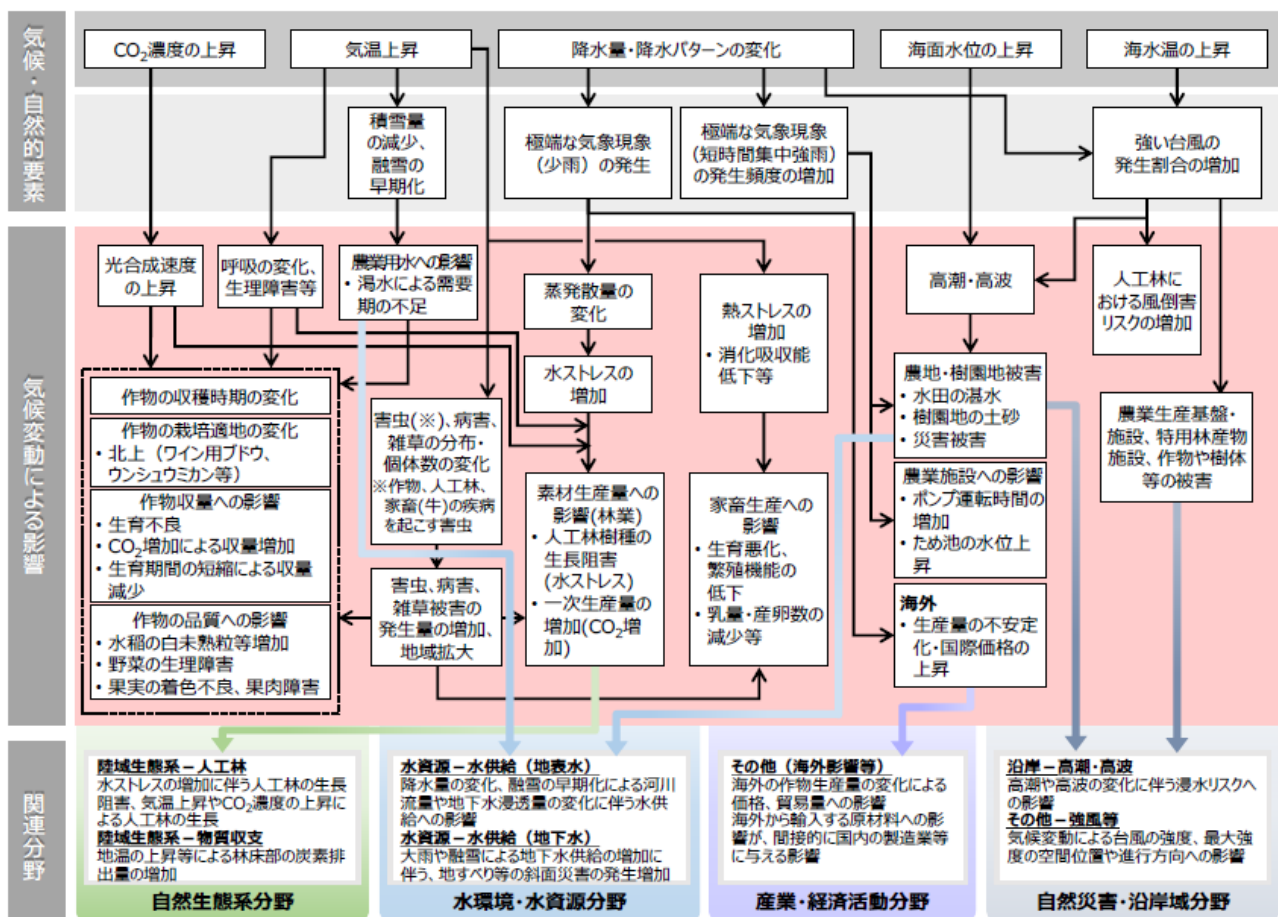 気候・自然的要素
CO₂濃度の上昇
気温上昇
降水量・降水パターンの変化
海面水位の上昇
海水温の上昇
積雪量
の減少、
融雪の
早期化
極端な気象現象
（少雨）の発生
極端な気象現象
（短時間集中強雨）
の発生頻度の増加
強い台風の
発生割合の増加
気候変動による影響
光合成速度
の上昇
呼吸の変化、
生理障害等
農業用水への影響
・渇水による需要
期の不足
蒸発散量の
変化
水ストレスの
増加
熱ストレスの
増加
・消化吸収能
低下等
高潮・高波
人工林に
おける風倒害
リスクの増加
作物の収穫時期の変化
作物の栽培適地の変化
・北上（ワイン用ブドウ、
ウンシュウミカン等）
作物収量への影響
・生育不良
・CO₂増加による収量増加
・生育期間の短縮による収量
減少
作物の品質への影響
・水稲の白未熟粒等増加
・野菜の生理障害
・果実の着色不良、果肉障害
害虫(※)、病害、
雑草の分布・
個体数の変化
※作物、人工林、
家畜(牛)の疾病
を起こす害虫
害虫、病害、
雑草被害の
発生量の増加、
地域拡大
素材生産量への
影響(林業)
・人工林樹種の
生長阻害
(水ストレス)
・一次生産量の
増加(CO₂増
加)
家畜生産への
影響
・生育悪化、
繁殖機能の
低下
・乳量・産卵数の
減少等
農地・樹園地被害
・水田の湛水
・樹園地の土砂
・災害被害
農業施設への影響
・ポンプ運転時間の
増加
・ため池の水位上
昇
海外
・生産量の不安定
化・国際価格の
上昇
農業生産基盤・
施設、特用林産物
施設、作物や樹体
等の被害
関連分野
陸域生態系－人工林
水ストレスの増加に伴う人工林の生長
阻害、気温上昇やCO₂濃度の上昇に
よる人工林の生長
陸域生態系－物質収支
地温の上昇等による林床部の炭素排
出量の増加
自然生態系分野
水資源－水供給（地表水）
降水量の変化、融雪の早期化による河川
流量や地下水浸透量の変化に伴う水供
給への影響
水資源－水供給（地下水）
大雨や融雪による地下水供給の増加に
伴う、地すべり等の斜面災害の発生増加
水環境・水資源分野
その他（海外影響等）
海外の作物生産量の変化による
価格、貿易量への影響
海外から輸入する原材料への影
響が、間接的に国内の製造業等
に与える影響
産業・経済活動分野
沿岸－高潮・高波
高潮や高波の変化に伴う浸水リスクへ
の影響
その他－強風等
気候変動による台風の強度、最大強
度の空間位置や進行方向への影響
自然災害・沿岸域分野